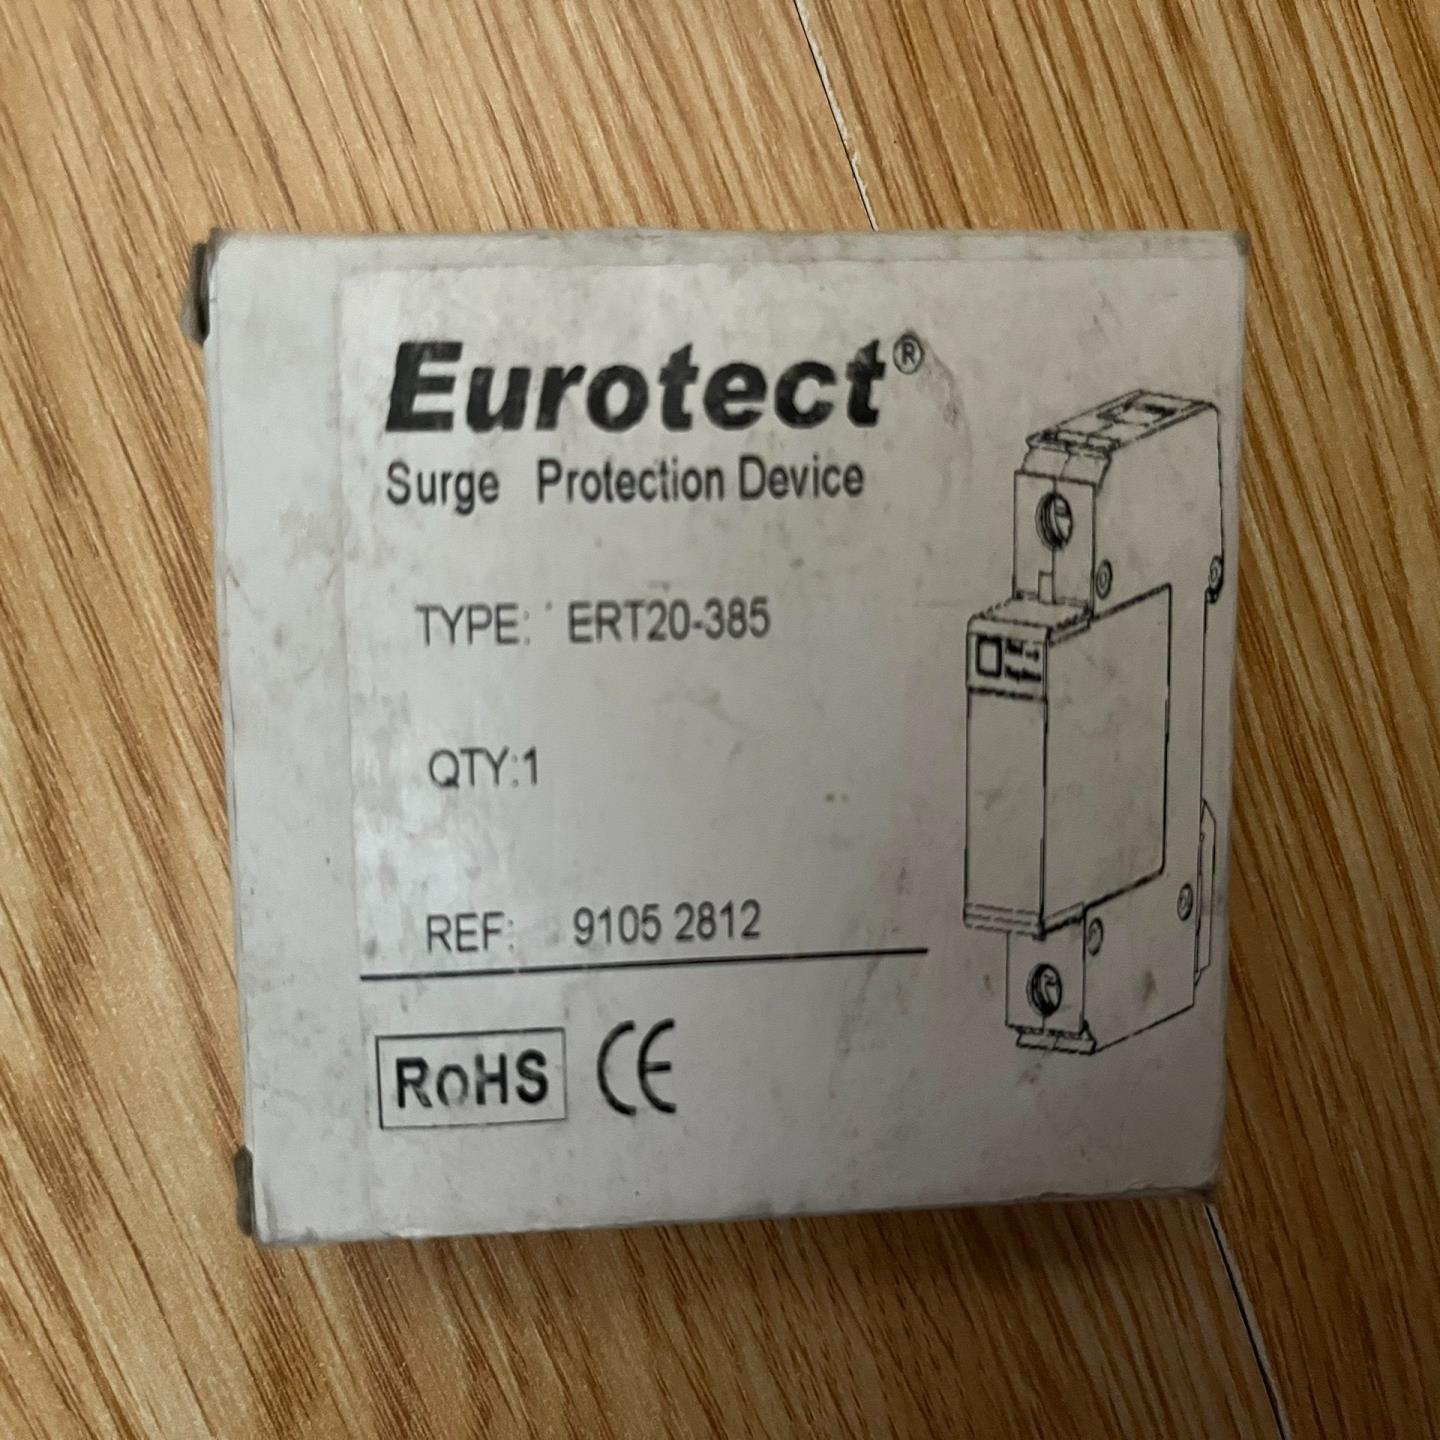 Eurotect®
Surge Protection Device
TYPE: ERT20-385
QTY:1
REF: 9105 2812
RoHS CE